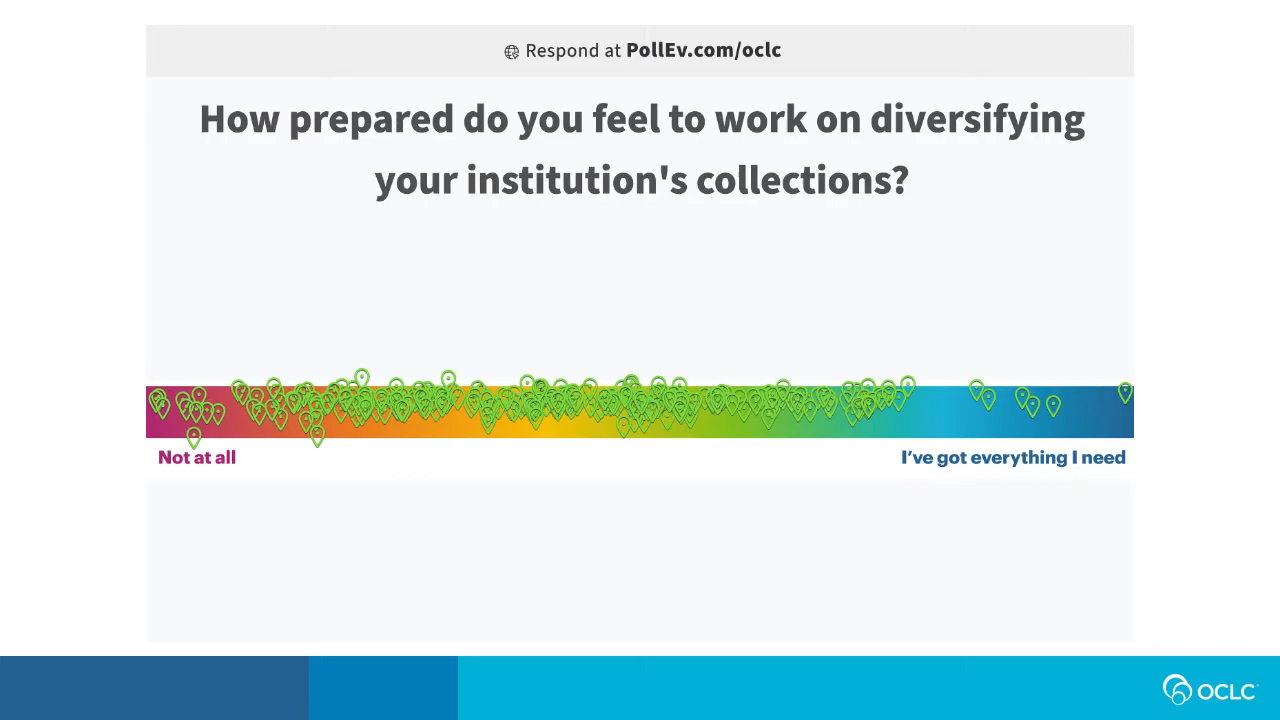 Respond at PollEv.com/oclc
How prepared do you feel to work on diversifying
your institution's collections?
Not at all
I've got everything I need
OCLC